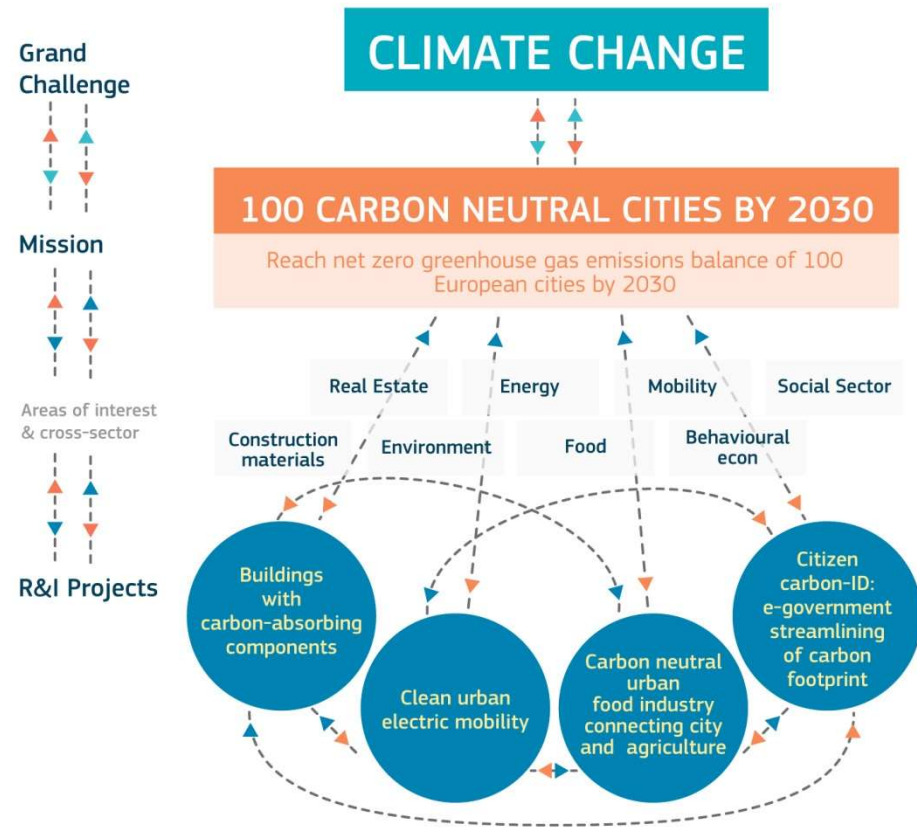 Grand
Challenge
CLIMATE CHANGE
Mission
100 CARBON NEUTRAL CITIES BY 2030
Reach net zero greenhouse gas emissions balance of 100
European cities by 2030
Areas of interest
& cross-sector
Real Estate
Energy
Mobility
Social Sector
Construction
materials
Environment
Food
Behavioural
econ
R&I Projects
Buildings
with
carbon-absorbing
components
Clean urban
electric mobility
Carbon neutral
urban
food industry
connecting city
and agriculture
Citizen
carbon-ID:
e-government
streamlining
of carbon
footprint